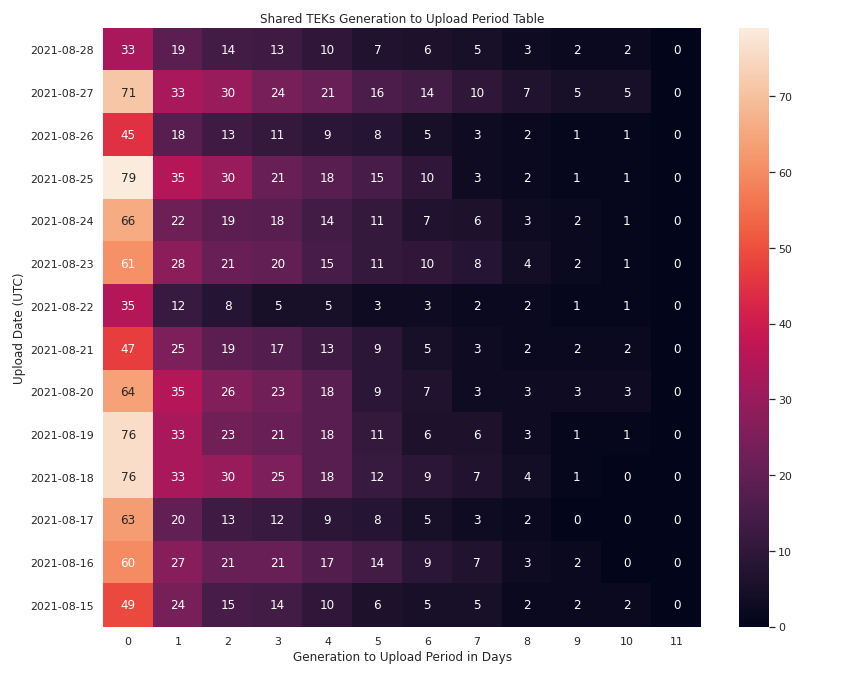 Shared TEKs Generation to Upload Period Table
Upload Date (UTC)
2021-08-28 33 19 14 13 10 7 6 5 3 2 2 0
2021-08-27 71 33 30 24 21 16 14 10 7 5 5 0
2021-08-26 45 18 13 11 9 8 5 3 2 1 1 0
2021-08-25 79 35 30 21 18 15 10 3 2 1 1 0
2021-08-24 66 22 19 18 14 11 7 6 3 2 1 0
2021-08-23 61 28 21 20 15 11 10 8 4 2 1 0
2021-08-22 35 12 8 5 5 3 3 2 2 1 1 0
2021-08-21 47 25 19 17 13 9 5 3 2 2 2 0
2021-08-20 64 35 26 23 18 9 7 3 3 3 3 0
2021-08-19 76 33 23 21 18 11 6 6 3 1 1 0
2021-08-18 76 33 30 25 18 12 9 7 4 1 0 0
2021-08-17 63 20 13 12 9 8 5 3 2 0 0 0
2021-08-16 60 27 21 21 17 14 9 7 3 2 0 0
2021-08-15 49 24 15 14 10 6 5 5 2 2 2 0
0 1 2 3 4 5 6 7 8 9 10 11
Generation to Upload Period in Days
70
60
50
40
30
20
10
0